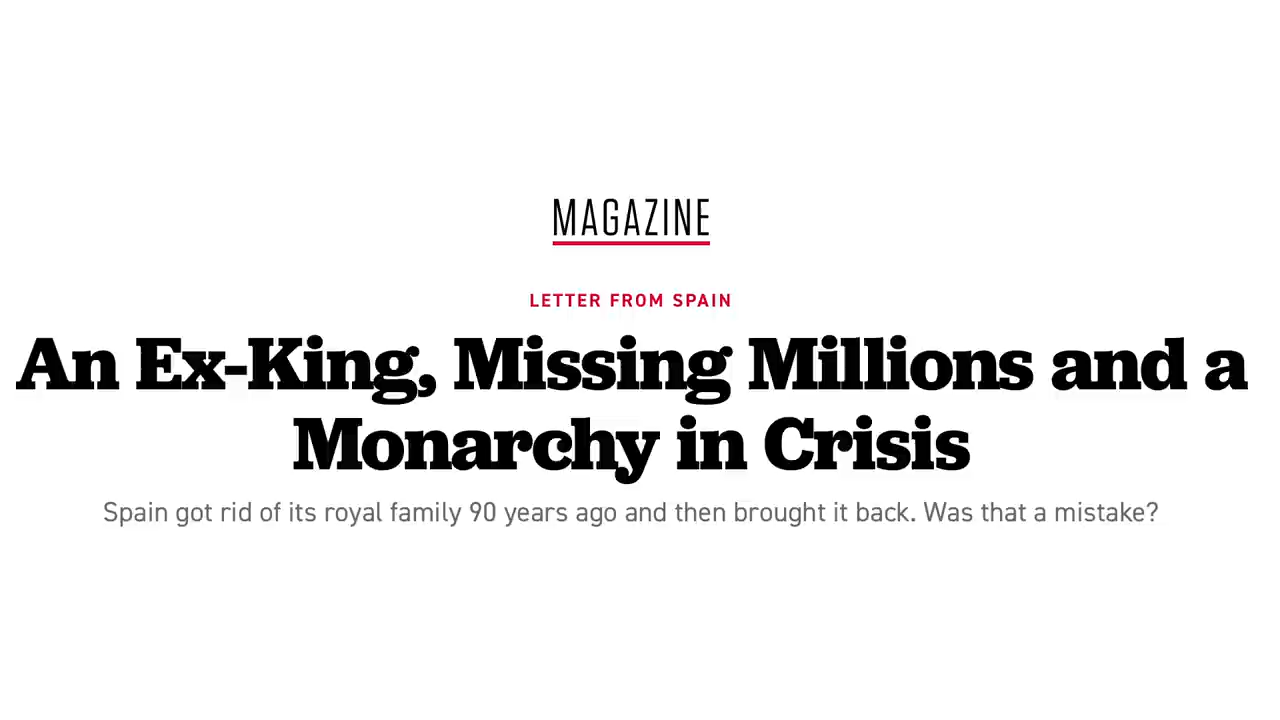 MAGAZINE
LETTER FROM SPAIN
An Ex-King, Missing Millions and a
Monarchy in Crisis
Spain got rid of its royal family 90 years ago and then brought it back. Was that a mistake?